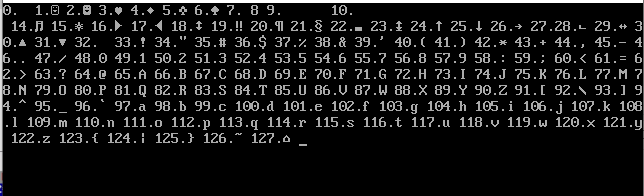 0.  1.☺ 2.☻ 3.♥ 4.♦ 5.♣ 6.♠ 7. 8 9.        10.
14.♫ 15.☼ 16.► 17.◄ 18.↕ 19.‼ 20.¶ 21.§ 22.▬ 23.↨ 24.↑ 25.↓ 26.→ 27.28.∟ 29.↔ 3
0.▲ 31.▼ 32.  33.! 34." 35.# 36.$ 37.% 38.& 39.' 40.( 41.) 42.* 43.+ 44., 45.- 4
6.. 47./ 48.0 49.1 50.2 51.3 52.4 53.5 54.6 55.7 56.8 57.9 58.: 59.; 60.< 61.= 6
2.> 63.? 64.@ 65.A 66.B 67.C 68.D 69.E 70.F 71.G 72.H 73.I 74.J 75.K 76.L 77.M 7
8.N 79.O 80.P 81.Q 82.R 83.S 84.T 85.U 86.V 87.W 88.X 89.Y 90.Z 91.[ 92.\ 93.] 9
4.^ 95._ 96.` 97.a 98.b 99.c 100.d 101.e 102.f 103.g 104.h 105.i 106.j 107.k 108
.l 109.m 110.n 111.o 112.p 113.q 114.r 115.s 116.t 117.u 118.v 119.w 120.x 121.y
122.z 123.{ 124.| 125.} 126.~ 127.⌂ _